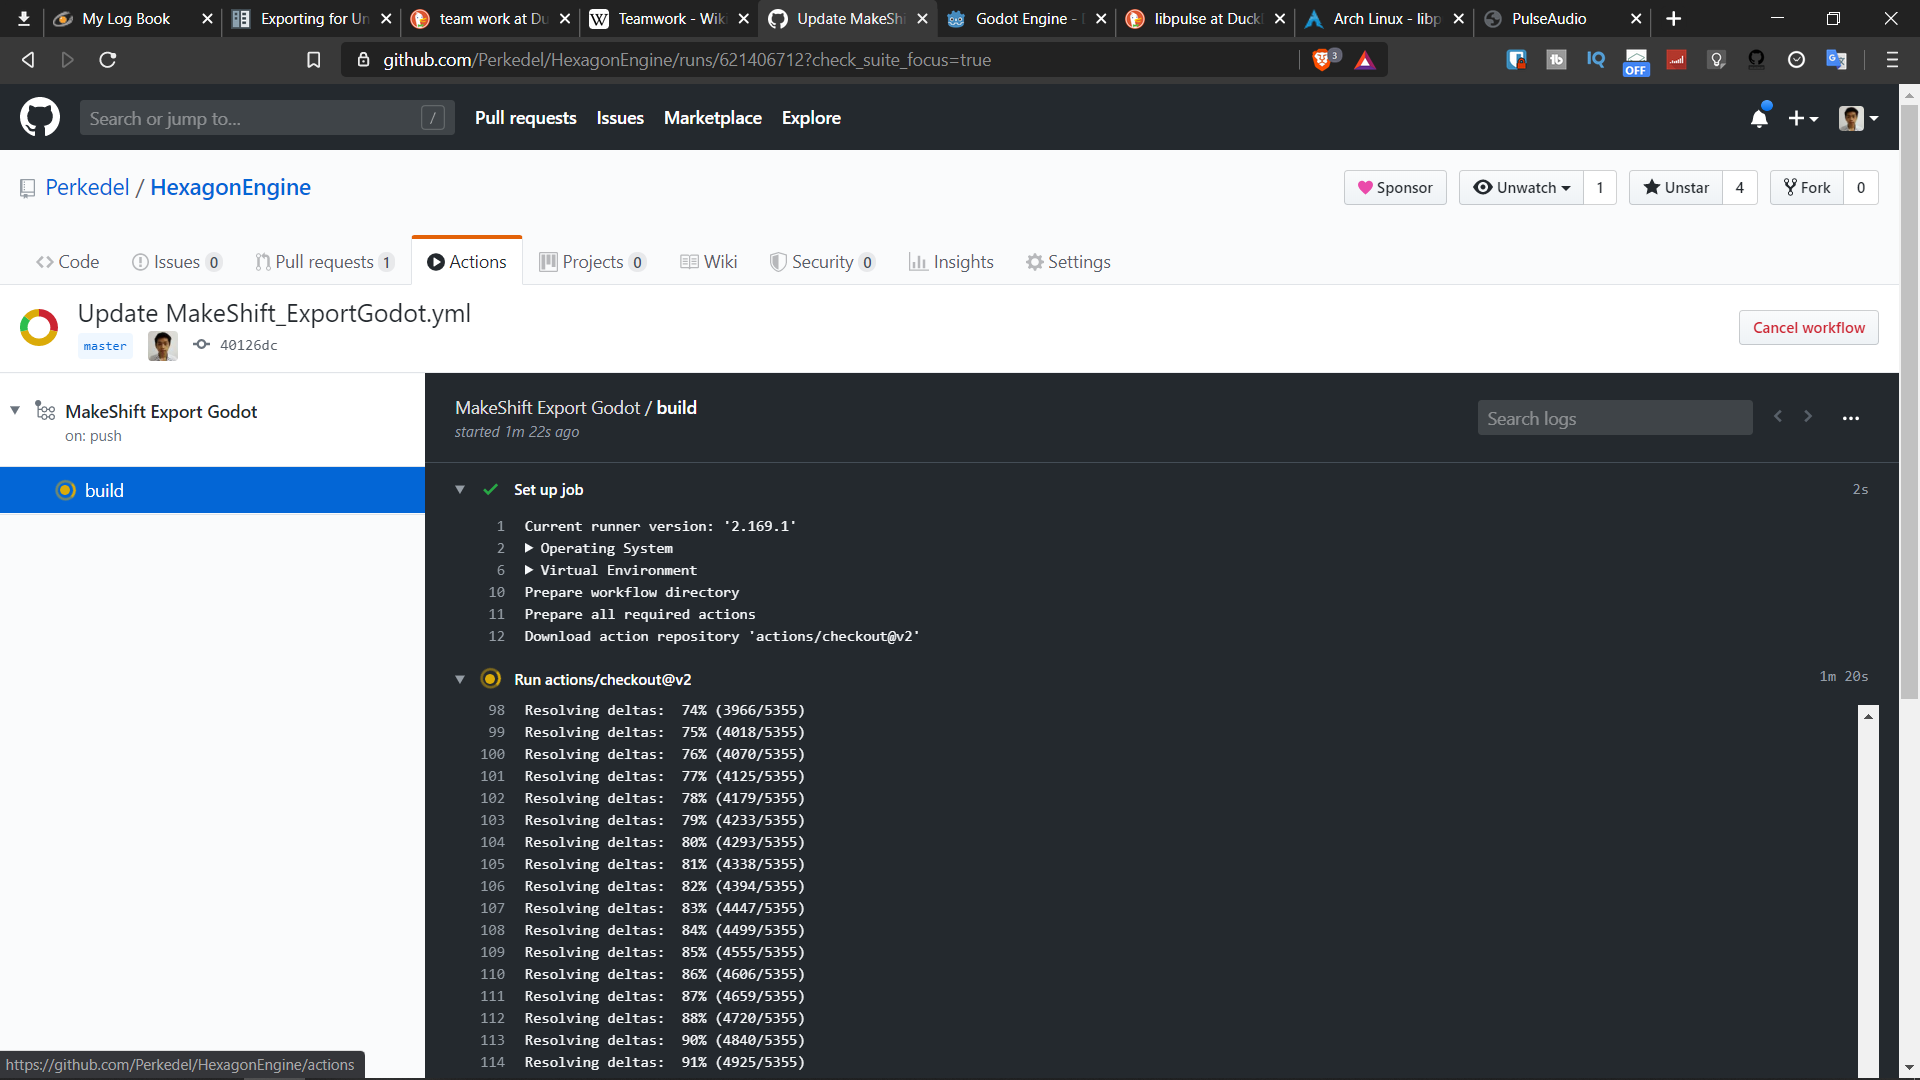 My Log Book
Exporting for Un
team work at Du
Teamwork - Wiki
Update MakeShi
Godot Engine - D
libpulse at Duckl
Arch Linux - libp
PulseAudio
github.com/Perkedel/HexagonEngine/runs/621406712?check_suite_focus=true
3
OFF
Search or jump to...
/
Pull requests
Issues
Marketplace
Explore
Perkedel / HexagonEngine
Sponsor
Unwatch 1
Unstar 4
Fork 0
Code
Issues 0
Pull requests 1
Actions
Projects 0
Wiki
Security 0
Insights
Settings
Update MakeShift_ExportGodot.yml
master
40126dc
Cancel workflow
MakeShift Export Godot
on: push
build
MakeShift Export Godot / build
started 1m 22s ago
Search logs
Set up job
2s
1 Current runner version: '2.169.1'
2 Operating System
6 Virtual Environment
10 Prepare workflow directory
11 Prepare all required actions
12 Download action repository 'actions/checkout@v2'
Run actions/checkout@v2
1m 20s
98 Resolving deltas: 74% (3966/5355)
99 Resolving deltas: 75% (4018/5355)
100 Resolving deltas: 76% (4070/5355)
101 Resolving deltas: 77% (4125/5355)
102 Resolving deltas: 78% (4179/5355)
103 Resolving deltas: 79% (4233/5355)
104 Resolving deltas: 80% (4293/5355)
105 Resolving deltas: 81% (4338/5355)
106 Resolving deltas: 82% (4394/5355)
107 Resolving deltas: 83% (4447/5355)
108 Resolving deltas: 84% (4499/5355)
109 Resolving deltas: 85% (4555/5355)
110 Resolving deltas: 86% (4606/5355)
111 Resolving deltas: 87% (4659/5355)
112 Resolving deltas: 88% (4720/5355)
113 Resolving deltas: 90% (4840/5355)
114 Resolving deltas: 91% (4925/5355)
https://github.com/Perkedel/HexagonEngine/actions